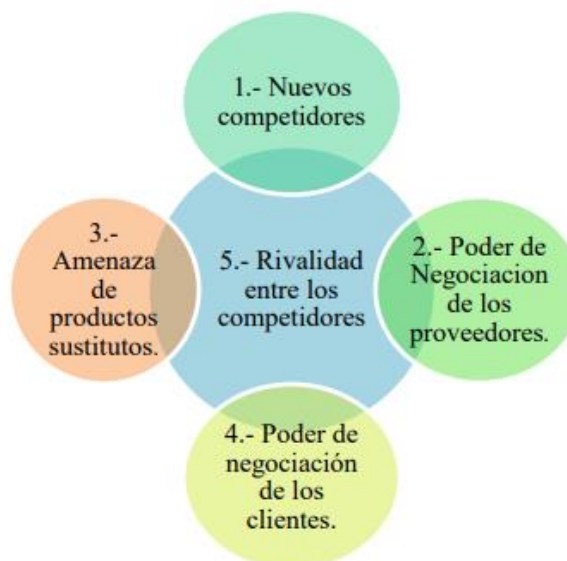 1.- Nuevos
competidores
3.-
Amenaza
de
productos
sustitutos.
5.- Rivalidad
entre los
competidores
2.- Poder de
Negociacion
de los
proveedores.
4.- Poder de
negociación
de los
clientes.